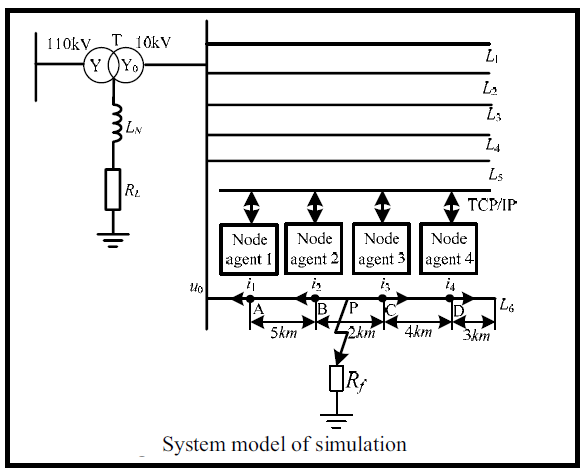 110kV T 10kV
Y Y0
LN
RL
L1
L2
L3
L4
L5
TCP/IP
Node agent 1
Node agent 2
Node agent 3
Node agent 4
u0 i1 i2 i3 i4
A B P C D L6
5km 2km 4km 3km
Rf
System model of simulation